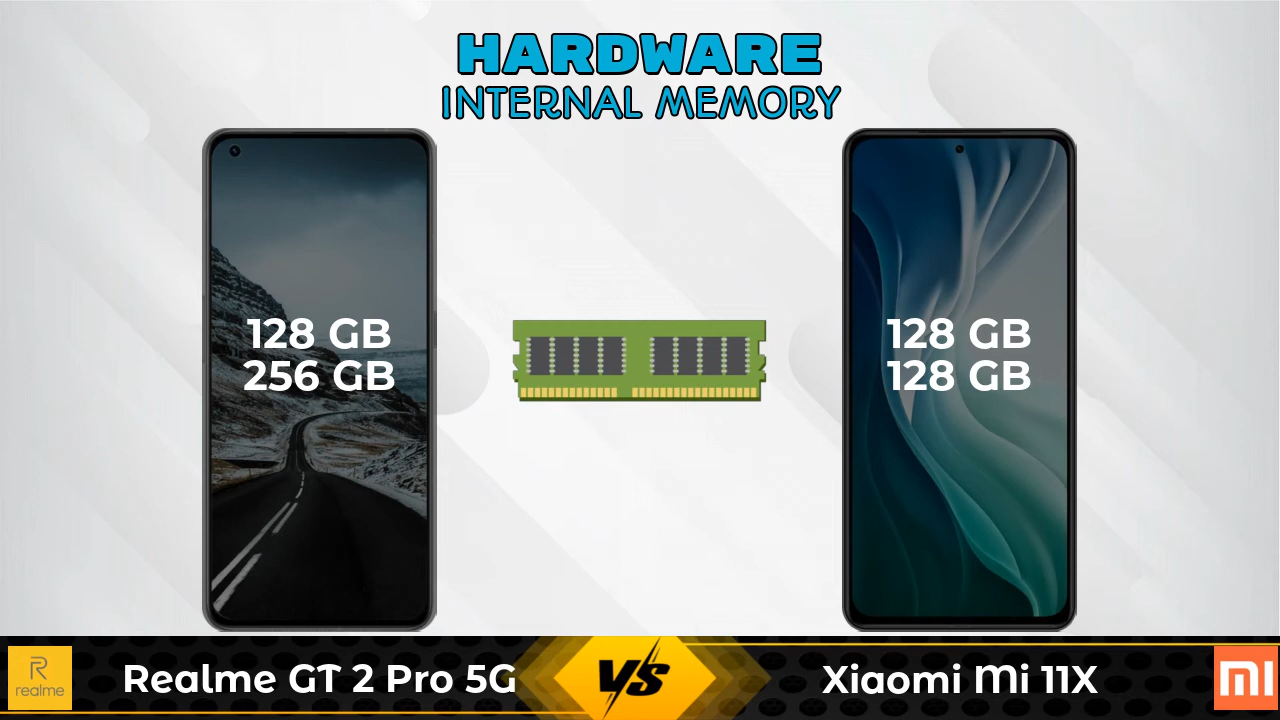 HARDWARE
INTERNAL MEMORY
128 GB
256 GB
128 GB
128 GB
R
realme
Realme GT 2 Pro 5G
VS
Xiaomi Mi 11X
mi